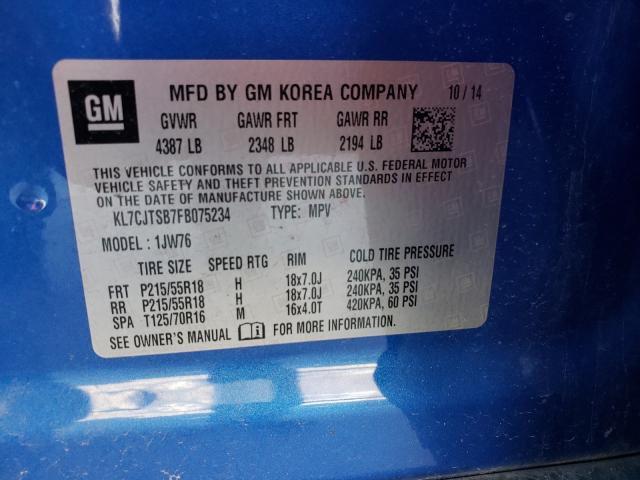 GM
MFD BY GM KOREA COMPANY 10 / 14
GVWR GAWR FRT GAWR RR
4387 LB 2348 LB 2194 LB
THIS VEHICLE CONFORMS TO ALL APPLICABLE U.S. FEDERAL MOTOR
VEHICLE SAFETY AND THEFT PREVENTION STANDARDS IN EFFECT
ON THE DATE OF MANUFACTURE SHOWN ABOVE.
KL7CJTSB7FB075234 TYPE: MPV
MODEL : 1JW76
TIRE SIZE SPEED RTG RIM COLD TIRE PRESSURE
FRT P215/55R18 H 18x7.0J 240KPA, 35 PSI
RR P215/55R18 H 18x7.0J 240KPA, 35 PSI
SPA T125/70R16 M 16x4.0T 420KPA, 60 PSI
SEE OWNER'S MANUAL FOR MORE INFORMATION.